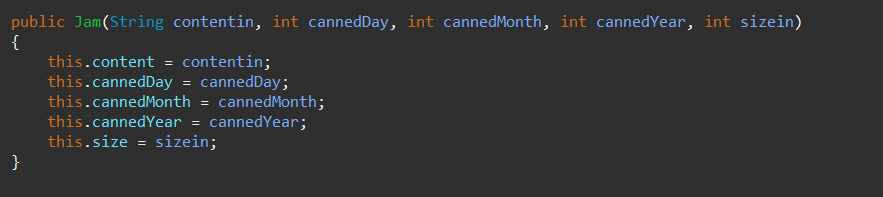 public Jam(String contentin, int cannedDay, int cannedMonth, int cannedYear, int sizein)
{
    this.content = contentin;
    this.cannedDay = cannedDay;
    this.cannedMonth = cannedMonth;
    this.cannedYear = cannedYear;
    this.size = sizein;
}